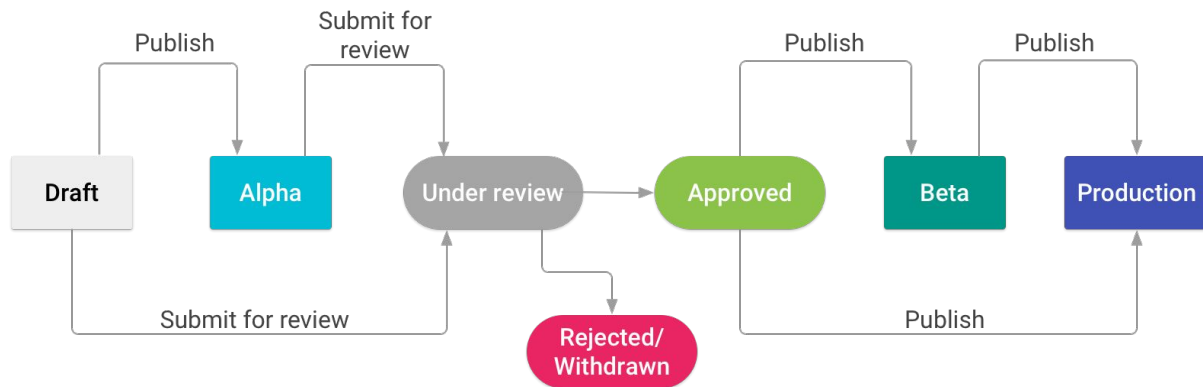 Publish
Submit for
review
Publish
Publish
Draft
Alpha
Under review
Approved
Beta
Production
Submit for review
Publish
Rejected/
Withdrawn